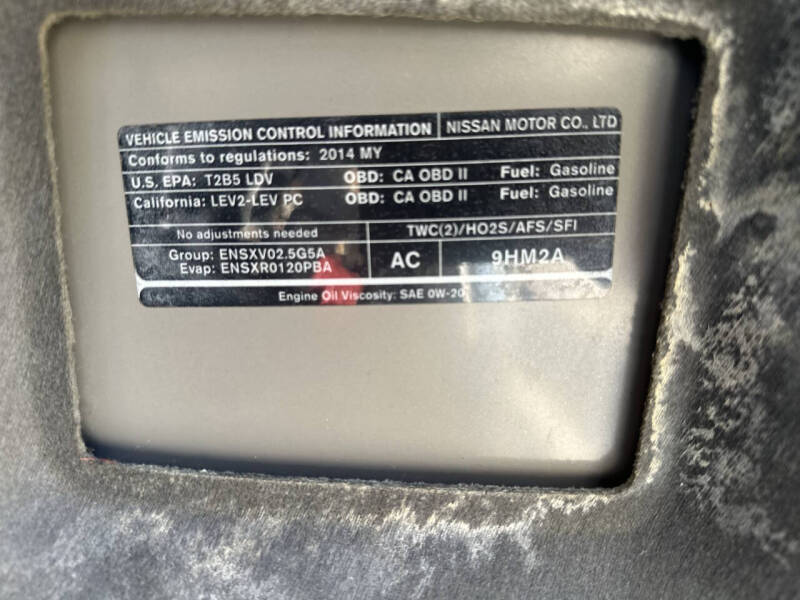 VEHICLE EMISSION CONTROL INFORMATION NISSAN MOTOR CO., LTD
Conforms to regulations: 2014 MY
U.S. EPA: T2B5 LDV OBD: CA OBD II Fuel: Gasoline
California: LEV2-LEV PC OBD: CA OBD II Fuel: Gasoline
No adjustments needed TWC(2)/HO2S/AFS/SFI
Group: ENSXV02.5G5A
Evap: ENSXR0120PBA
AC 9HM2A
Engine Oil Viscosity: SAE 0W-20